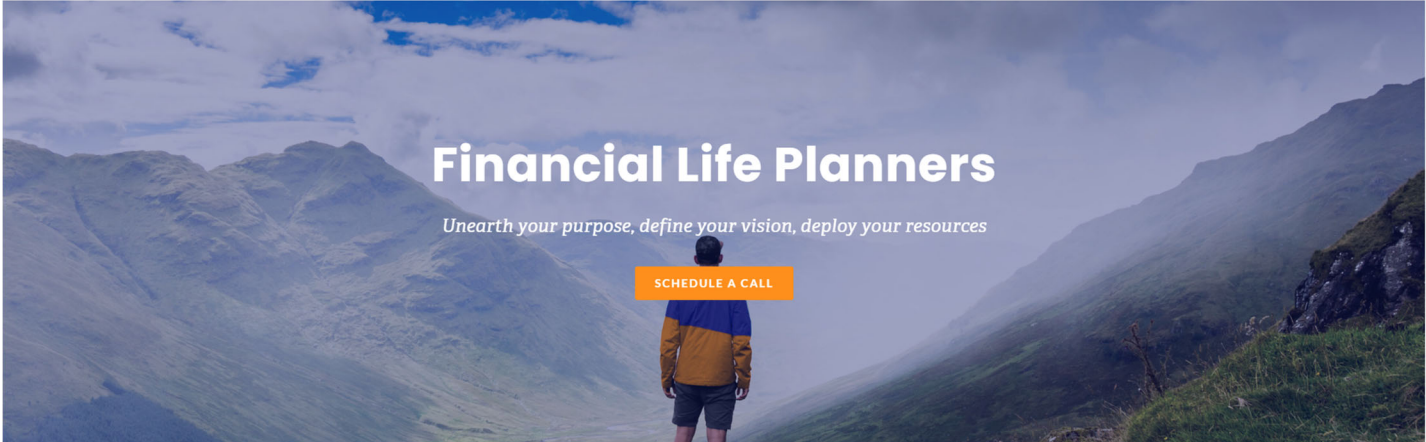 Financial Life Planners
Unearth your purpose, define your vision, deploy your resources
SCHEDULE A CALL